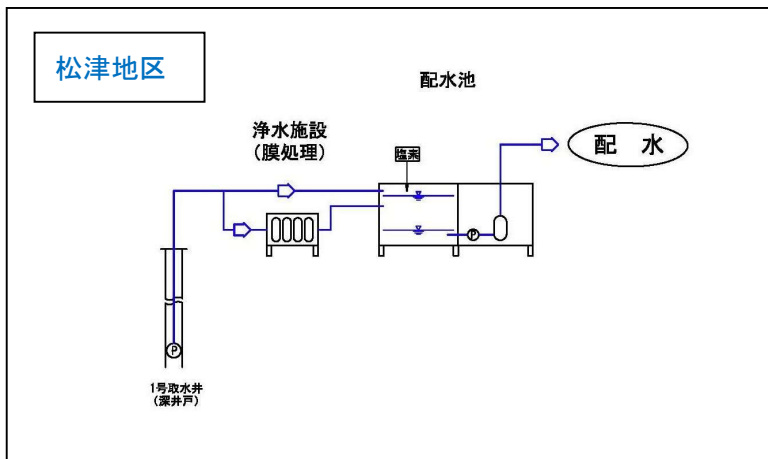 松津地区
配水池
浄水施設
(膜処理)
塩素
配 水
P
P
1号取水井
(深井戸)